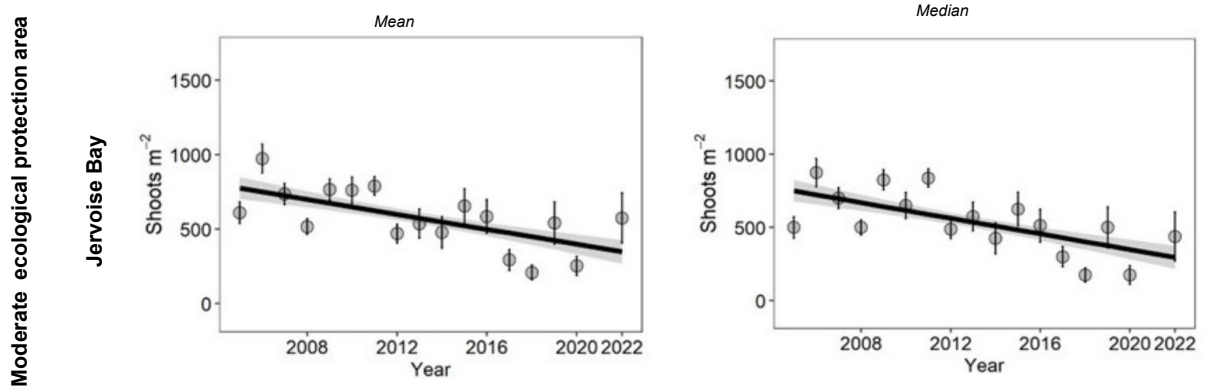 Moderate ecological protection area
Jervoise Bay
Mean
Shoots m⁻²
1500
1000
500
0
2008 2012 2016 2020 2022
Year
Median
Shoots m⁻²
1500
1000
500
0
2008 2012 2016 2020 2022
Year